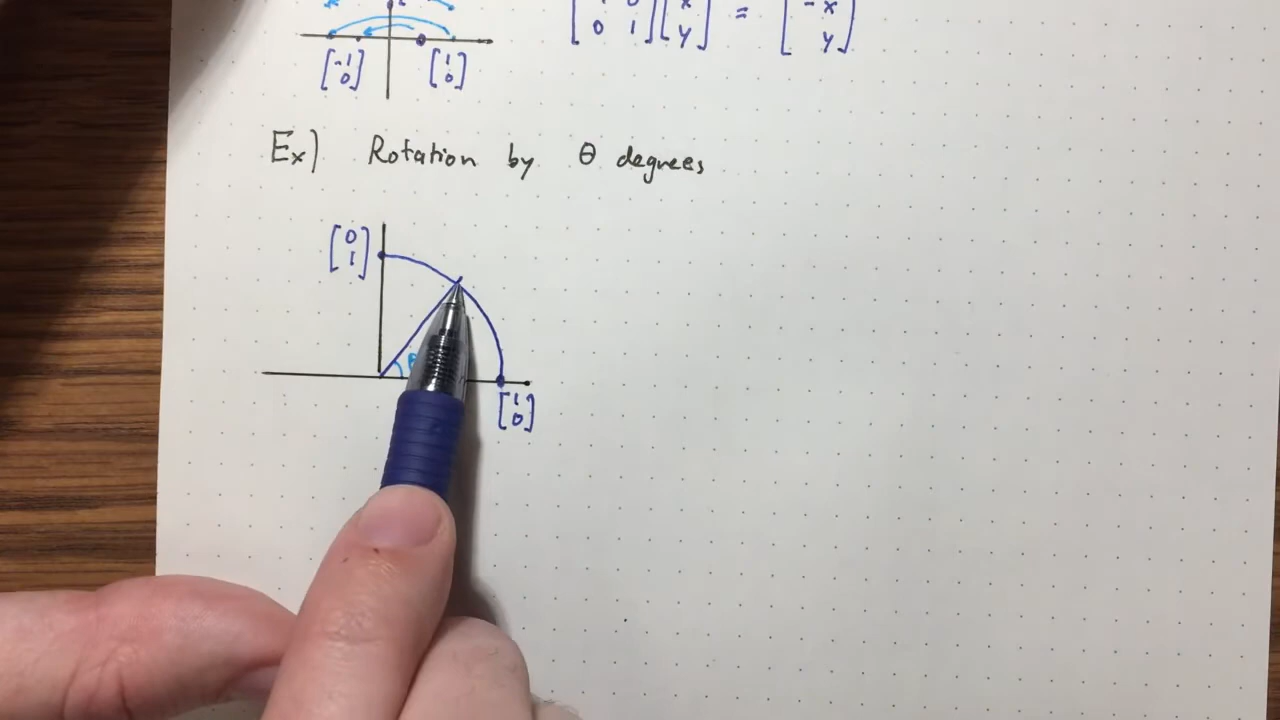 0 1 y = -x
y
-1 1
0 0
Ex) Rotation by θ degrees
0
1
θ
1
0